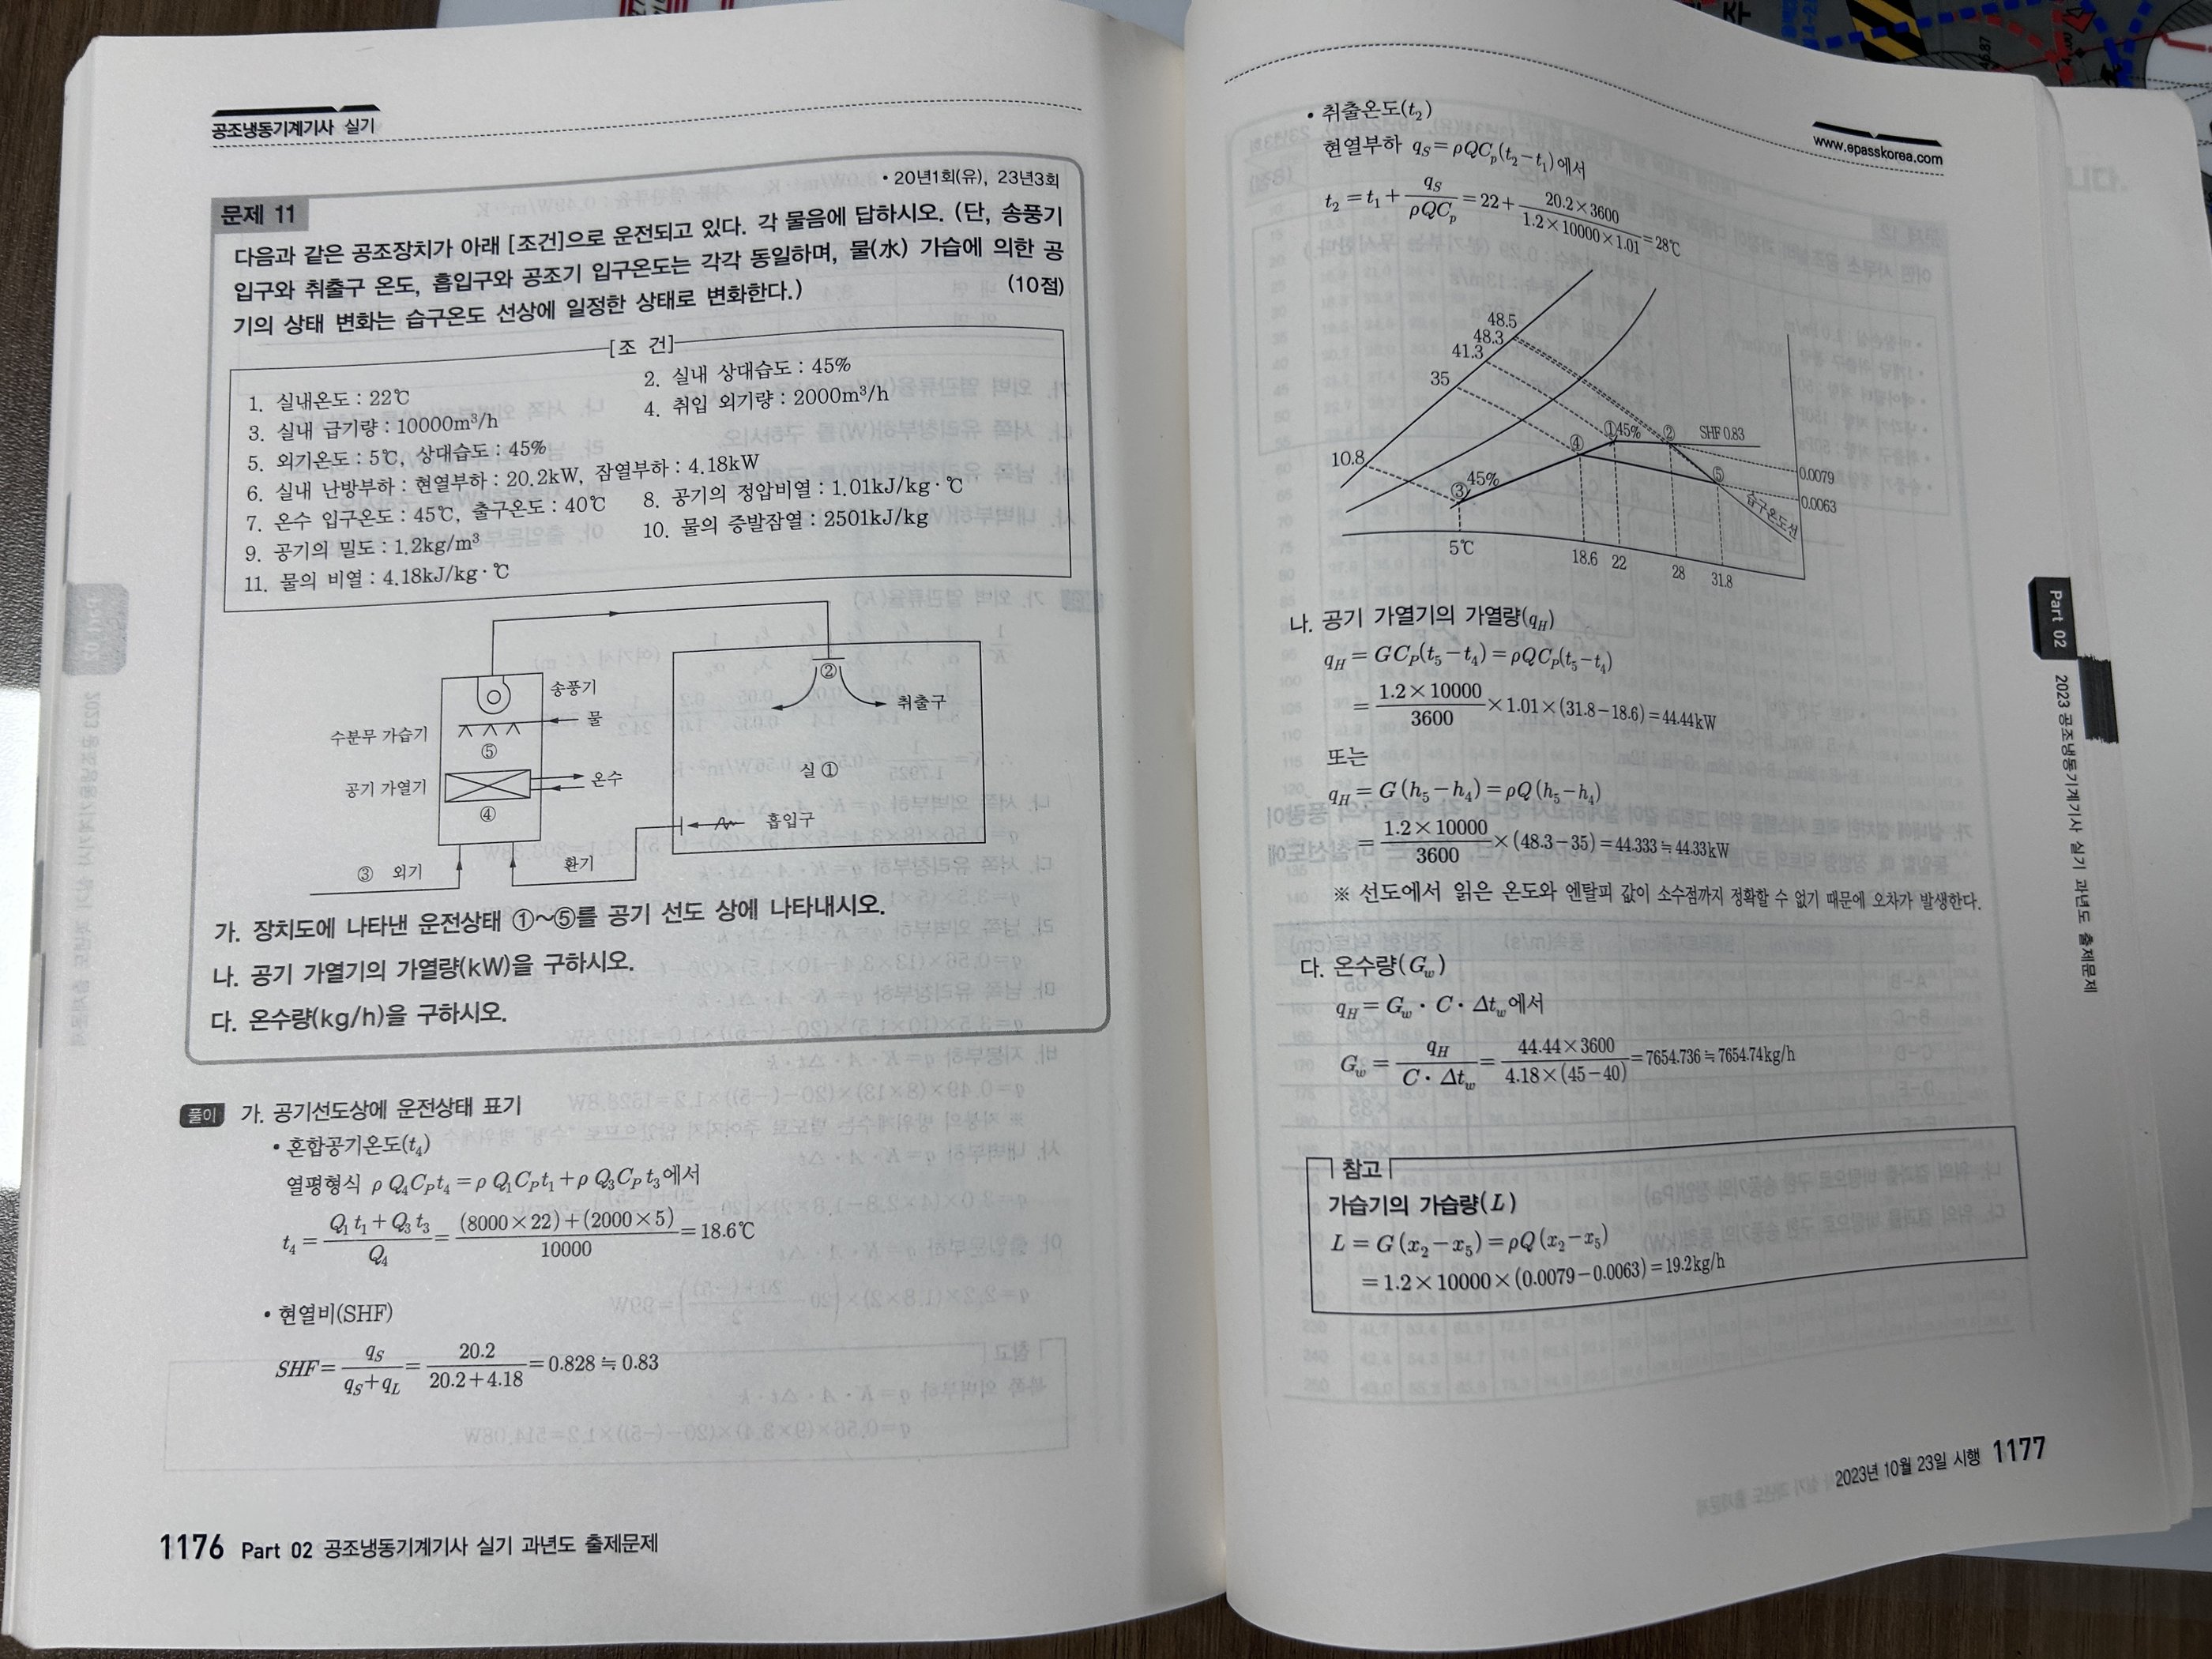 공조냉동기계기사 실기
• 20년1회(유), 23년3회
문제 11
다음과 같은 공조장치가 아래 [조건]으로 운전되고 있다. 각 물음에 답하시오. (단, 송풍기
입구와 취출구 온도, 흡입구와 공조기 입구온도는 각각 동일하며, 물(水) 가습에 의한 공
기의 상태 변화는 습구온도 선상에 일정한 상태로 변화한다.) (10점)
[조 건]
1. 실내온도 : 22℃ 2. 실내 상대습도 : 45%
3. 실내 급기량 : 10000m³/h 4. 취입 외기량 : 2000m³/h
5. 외기온도 : 5℃, 상대습도 : 45%
6. 실내 난방부하 : 현열부하 : 20.2kW, 잠열부하 : 4.18kW
7. 온수 입구온도 : 45℃, 출구온도 : 40℃ 8. 공기의 정압비열 : 1.01kJ/kg·℃
9. 공기의 밀도 : 1.2kg/m³ 10. 물의 증발잠열 : 2501kJ/kg
11. 물의 비열 : 4.18kJ/kg·℃
송풍기
② 
취출구
물
수분무 가습기
⑤
공기 가열기
온수
실 ①
④
흡입구
③ 외기
환기
가. 장치도에 나타낸 운전상태 ①~⑤를 공기 선도 상에 나타내시오.
나. 공기 가열기의 가열량(kW)을 구하시오.
다. 온수량(kg/h)을 구하시오.
풀이 가. 공기선도상에 운전상태 표기
• 혼합공기온도(t₄)
열평형식 ρ Q₄C_P t₄ = ρ Q₁C_P t₁ + ρ Q₃C_P t₃에서
t₄ = (Q₁t₁ + Q₃t₃)/Q₄ = ((8000×22)+(2000×5))/10000 = 18.6℃
• 현열비(SHF)
SHF = q_S/(q_S+q_L) = 20.2/(20.2+4.18) = 0.828 ≒ 0.83
1176 Part 02 공조냉동기계기사 실기 과년도 출제문제
www.epasskorea.com
• 취출온도(t₂)
현열부하 q_S = ρQC_p(t₂−t₁)에서
t₂ = t₁ + q_S/(ρQC_p) = 22 + (20.2×3600)/(1.2×10000×1.01) = 28℃
48.5
48.3
41.3
35
10.8
① 45% ② SHF 0.83
④
⑤
③ 45%
0.0079
0.0063
습구온도선
5℃ 18.6 22 28 31.8
나. 공기 가열기의 가열량(q_H)
q_H = GC_P(t₅−t₄) = ρQC_P(t₅−t₄)
= (1.2×10000)/3600 × 1.01 × (31.8−18.6) = 44.44kW
또는
q_H = G(h₅−h₄) = ρQ(h₅−h₄)
= (1.2×10000)/3600 × (48.3−35) = 44.333 ≒ 44.33kW
※ 선도에서 읽은 온도와 엔탈피 값이 소수점까지 정확할 수 없기 때문에 오차가 발생한다.
다. 온수량(G_w)
q_H = G_w · C · Δt_w에서
G_w = q_H/(C · Δt_w) = (44.44×3600)/(4.18×(45−40)) = 7654.736 ≒ 7654.74kg/h
참고
가습기의 가습량(L)
L = G(x₂−x₅) = ρQ(x₂−x₅)
= 1.2×10000×(0.0079−0.0063) = 19.2kg/h
Part 02
2023 공조냉동기계기사 실기 과년도 출제문제
2023년 10월 23일 시행 1177